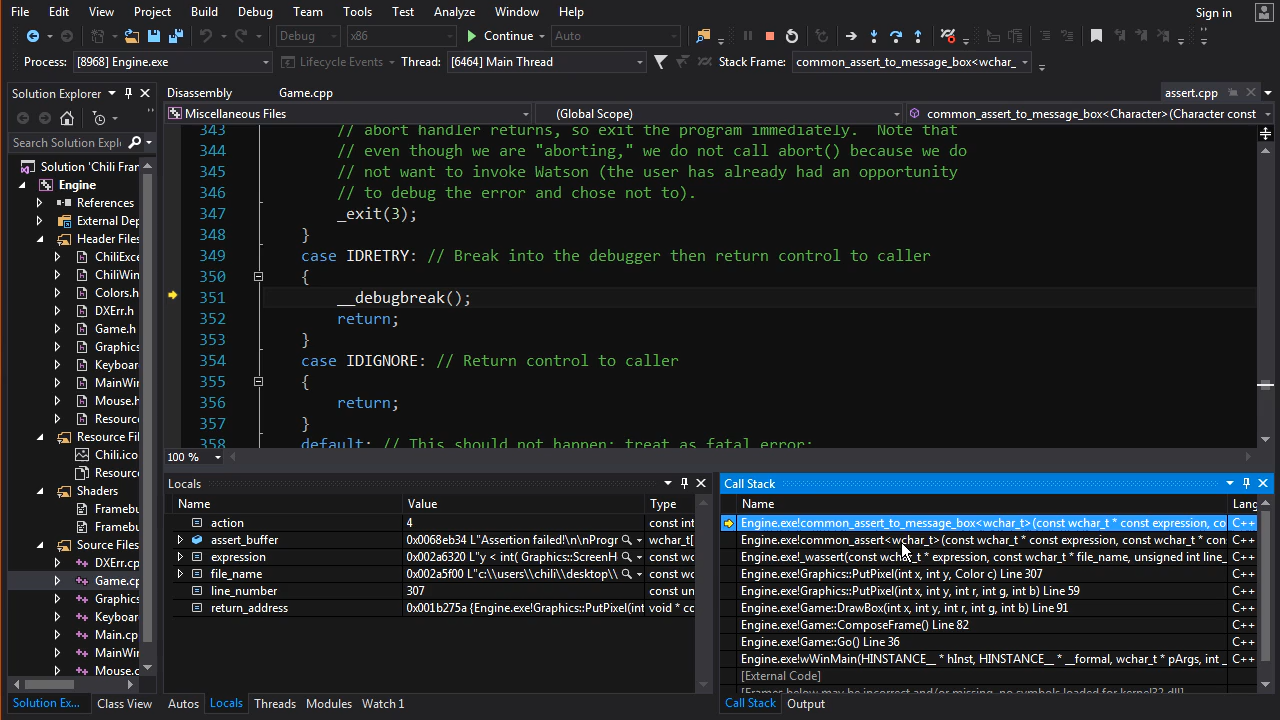 File Edit View Project Build Debug Team Tools Test Analyze Window Help Sign in
Debug x86 Continue Auto
Process: [8968] Engine.exe Lifecycle Events Thread: [6464] Main Thread Stack Frame: common_assert_to_message_box<wchar_
Solution Explorer
Disassembly Game.cpp assert.cpp
Miscellaneous Files (Global Scope) common_assert_to_message_box<Character>(Character const
Search Solution Explo
Solution 'Chili Fran
Engine
References
External Dep
Header Files
ChiliExce
ChiliWin
Colors.h
DXErr.h
Game.h
Graphics
Keyboar
MainWin
Mouse.h
Resource
Resource Fil
Chili.ico
Resource
Shaders
Framebu
Framebu
Source Files
DXErr.cp
Game.cp
Graphics
Keyboar
Main.cp
MainWin
Mouse.c
343 // abort handler returns, so exit the program immediately. Note that
344 // even though we are "aborting," we do not call abort() because we do
345 // not want to invoke Watson (the user has already had an opportunity
346 // to debug the error and chose not to).
347 _exit(3);
348 }
349 case IDRETRY: // Break into the debugger then return control to caller
350 {
351 __debugbreak();
352 return;
353 }
354 case IDIGNORE: // Return control to caller
355 {
356 return;
357 }
358 default: // This should not happen; treat as fatal error:
100 %
Locals
Name Value Type
action 4 const int
assert_buffer 0x0068eb34 L"Assertion failed!\n\nProgr wchar_t[
expression 0x002a6320 L"y < int( Graphics::ScreenH const wc
file_name 0x002a5f00 L"c:\\users\\chili\\desktop\\ const wc
line_number 307 const un
return_address 0x001b275a {Engine.exe!Graphics::PutPixel(int void * cc
Call Stack
Name Lang
Engine.exe!common_assert_to_message_box<wchar_t>(const wchar_t * const expression, co C++
Engine.exe!common_assert<wchar_t>(const wchar_t * const expression, const wchar_t * con C++
Engine.exe!_wassert(const wchar_t * expression, const wchar_t * file_name, unsigned int line_ C++
Engine.exe!Graphics::PutPixel(int x, int y, Color c) Line 307 C++
Engine.exe!Graphics::PutPixel(int x, int y, int r, int g, int b) Line 59 C++
Engine.exe!Game::DrawBox(int x, int y, int r, int g, int b) Line 91 C++
Engine.exe!Game::ComposeFrame() Line 82 C++
Engine.exe!Game::Go() Line 36 C++
Engine.exe!wWinMain(HINSTANCE__ * hInst, HINSTANCE__ * __formal, wchar_t * pArgs, int _ C++
[External Code]
[Frames below may be incorrect and/or missing, no symbols loaded for kernel32.dll]
Solution Ex... Class View Autos Locals Threads Modules Watch 1 Call Stack Output